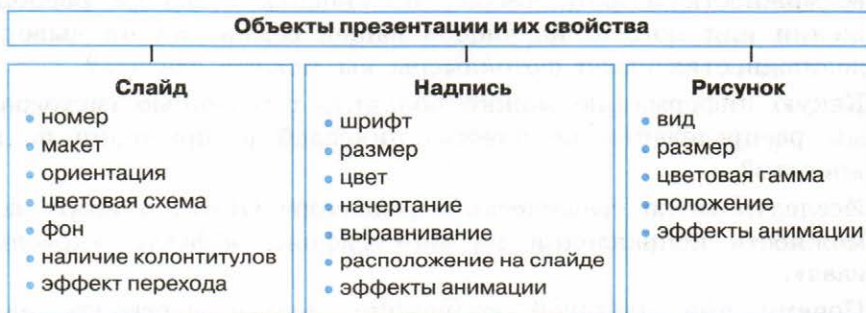 Объекты презентации и их свойства
Слайд
• номер
• макет
• ориентация
• цветовая схема
• фон
• наличие колонтитулов
• эффект перехода
Надпись
• шрифт
• размер
• цвет
• начертание
• выравнивание
• расположение на слайде
• эффекты анимации
Рисунок
• вид
• размер
• цветовая гамма
• положение
• эффекты анимации